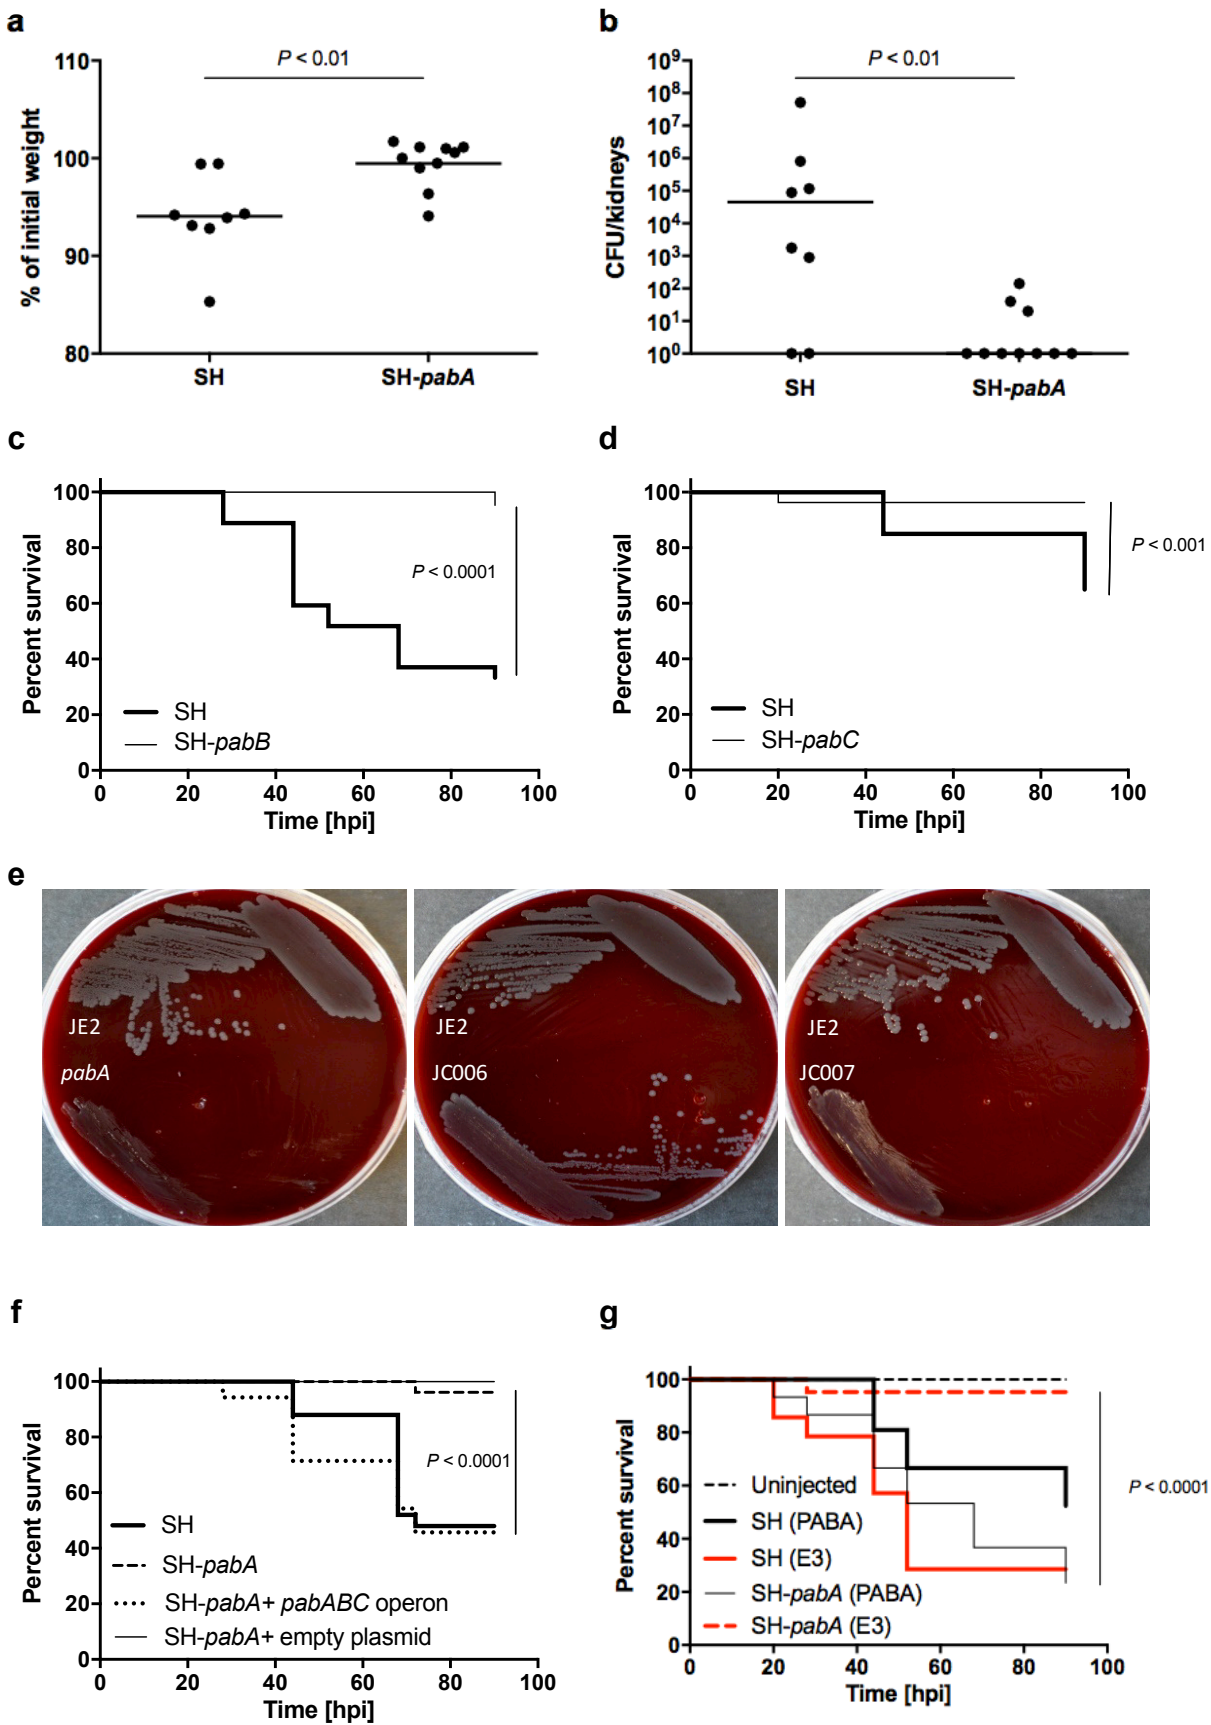 a
110
100
90
80
% of initial weight
P < 0.01
SH
SH-pabA
b
10⁹
10⁸
10⁷
10⁶
10⁵
10⁴
10³
10²
10¹
10⁰
CFU/kidneys
P < 0.01
SH
SH-pabA
c
100
80
60
40
20
0
Percent survival
P < 0.0001
SH
SH-pabB
0 20 40 60 80 100
Time [hpi]
d
100
80
60
40
20
0
Percent survival
P < 0.001
SH
SH-pabC
0 20 40 60 80 100
Time [hpi]
e
JE2
pabA
JE2
JC006
JE2
JC007
f
100
80
60
40
20
0
Percent survival
P < 0.0001
SH
SH-pabA
SH-pabA+ pabABC operon
SH-pabA+ empty plasmid
0 20 40 60 80 100
Time [hpi]
g
100
80
60
40
20
0
Percent survival
P < 0.0001
Uninjected
SH (PABA)
SH (E3)
SH-pabA (PABA)
SH-pabA (E3)
0 20 40 60 80 100
Time [hpi]